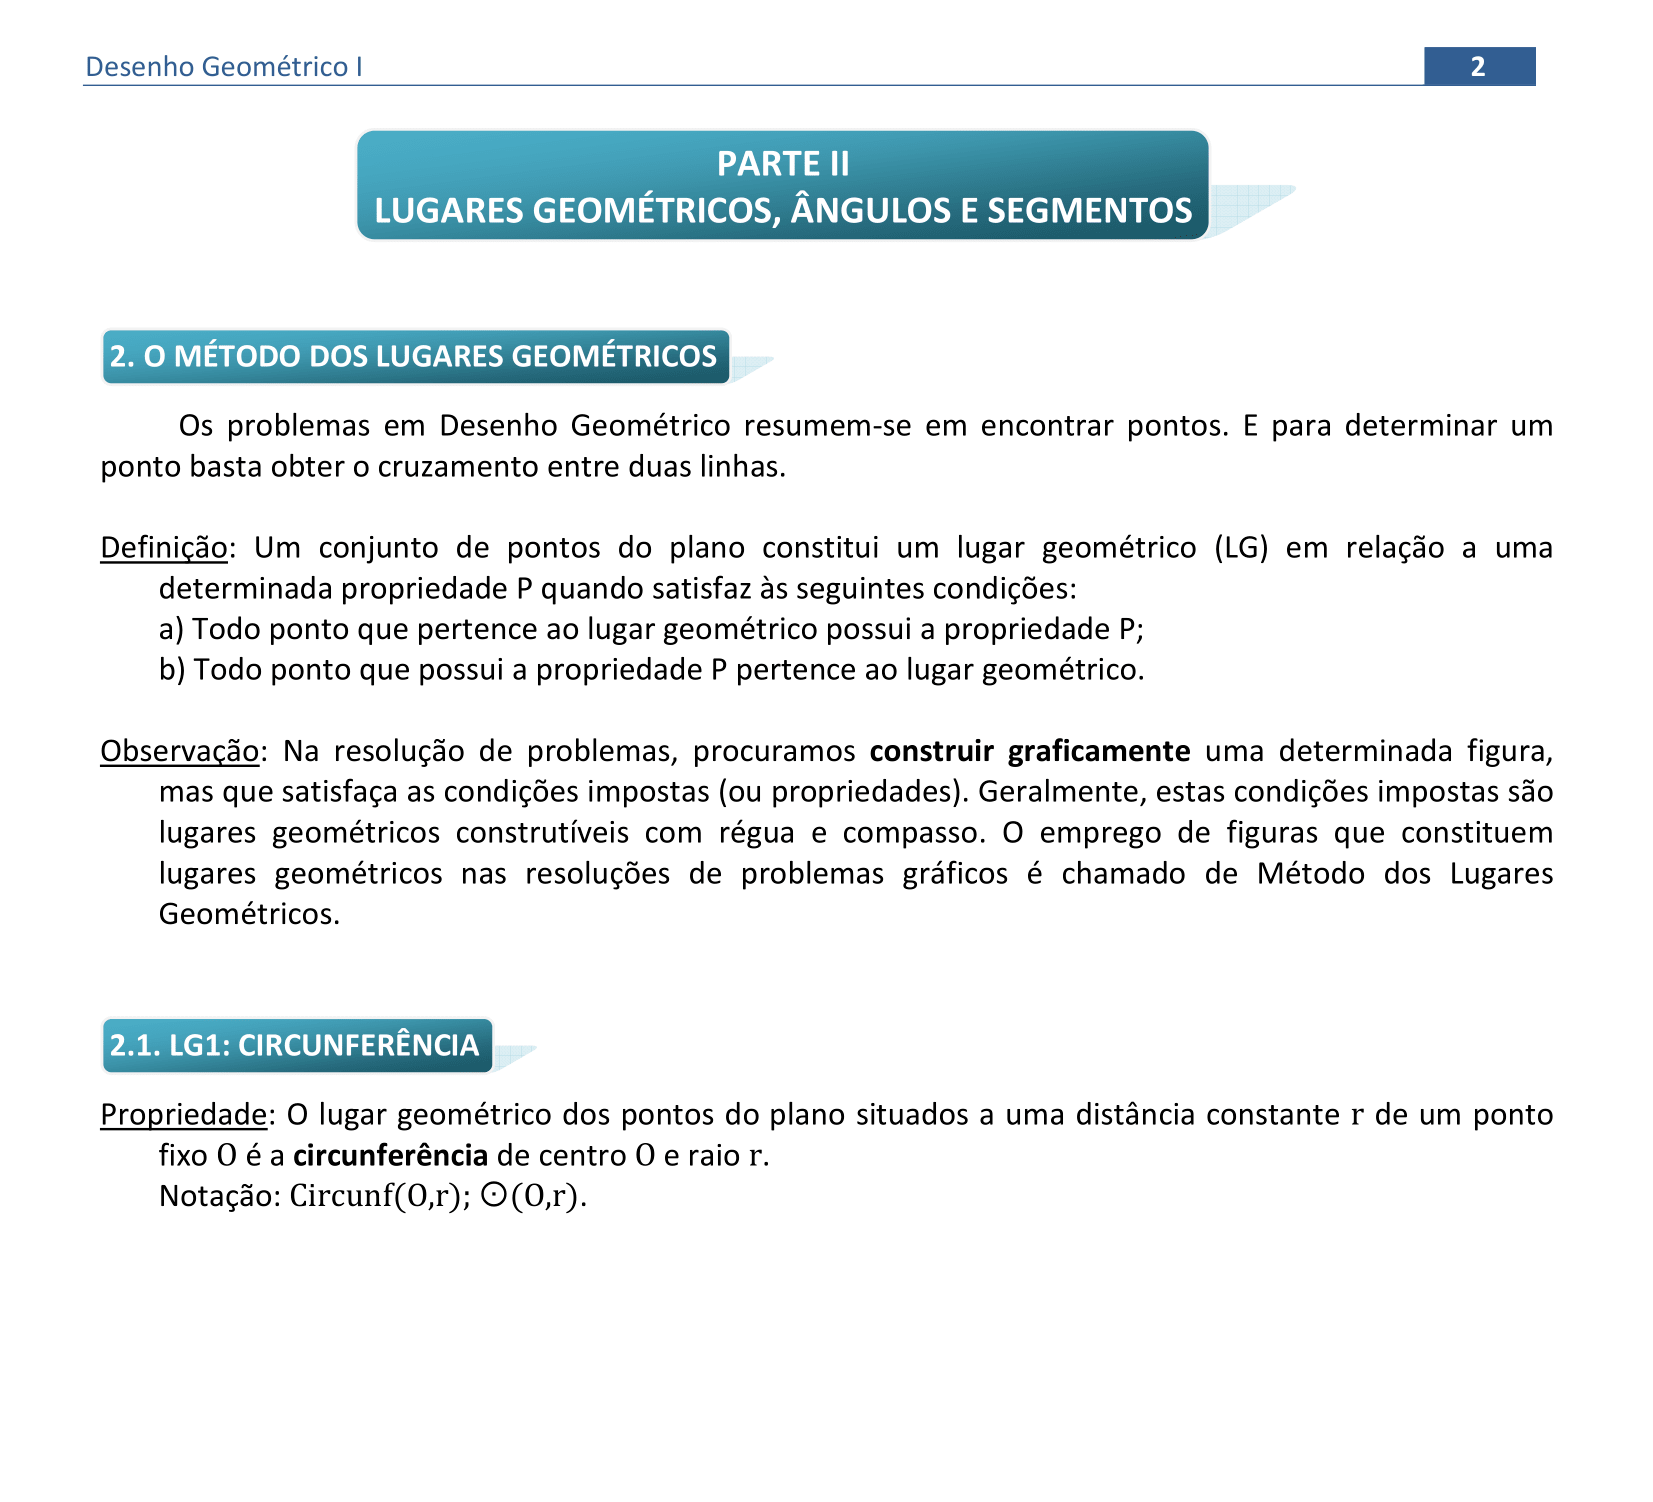 Desenho Geométrico I 2
PARTE II
LUGARES GEOMÉTRICOS, ÂNGULOS E SEGMENTOS
2. O MÉTODO DOS LUGARES GEOMÉTRICOS
Os problemas em Desenho Geométrico resumem-se em encontrar pontos. E para determinar um
ponto basta obter o cruzamento entre duas linhas.
Definição: Um conjunto de pontos do plano constitui um lugar geométrico (LG) em relação a uma
determinada propriedade P quando satisfaz às seguintes condições:
a) Todo ponto que pertence ao lugar geométrico possui a propriedade P;
b) Todo ponto que possui a propriedade P pertence ao lugar geométrico.
Observação: Na resolução de problemas, procuramos construir graficamente uma determinada figura,
mas que satisfaça as condições impostas (ou propriedades). Geralmente, estas condições impostas são
lugares geométricos construtíveis com régua e compasso. O emprego de figuras que constituem
lugares geométricos nas resoluções de problemas gráficos é chamado de Método dos Lugares
Geométricos.
2.1. LG1: CIRCUNFERÊNCIA
Propriedade: O lugar geométrico dos pontos do plano situados a uma distância constante r de um ponto
fixo O é a circunferência de centro O e raio r.
Notação: Circunf(O,r); ⊙(O,r).